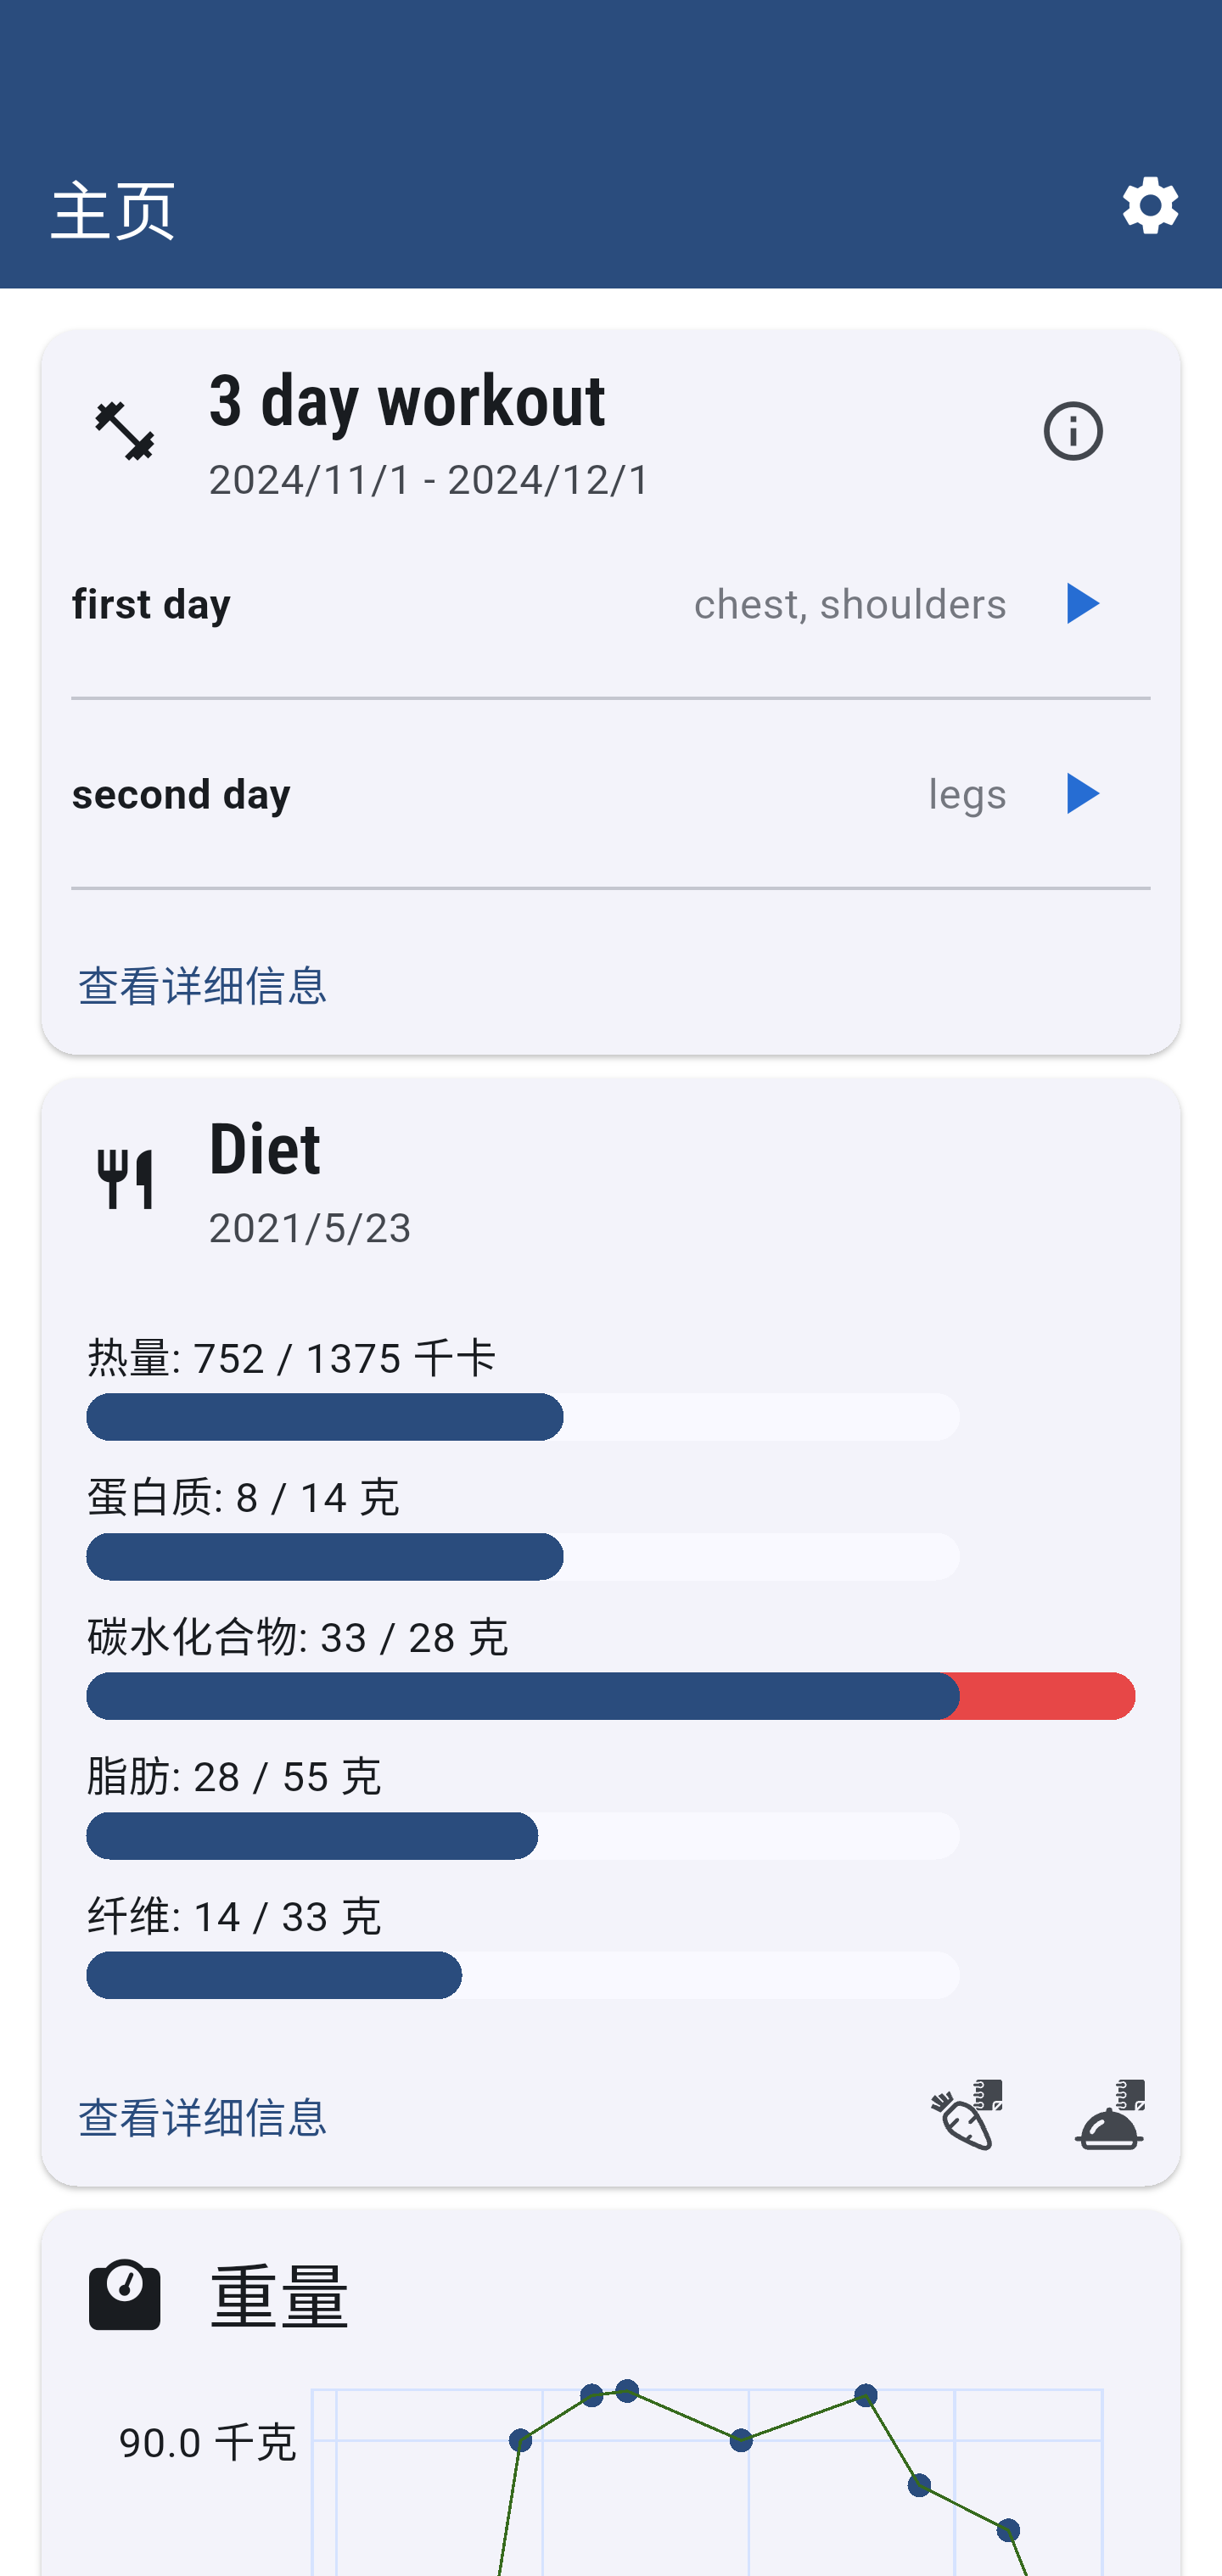 主页
3 day workout
2024/11/1 - 2024/12/1
first day chest, shoulders
second day legs
查看详细信息
Diet
2021/5/23
热量: 752 / 1375 千卡
蛋白质: 8 / 14 克
碳水化合物: 33 / 28 克
脂肪: 28 / 55 克
纤维: 14 / 33 克
查看详细信息
重量
90.0 千克